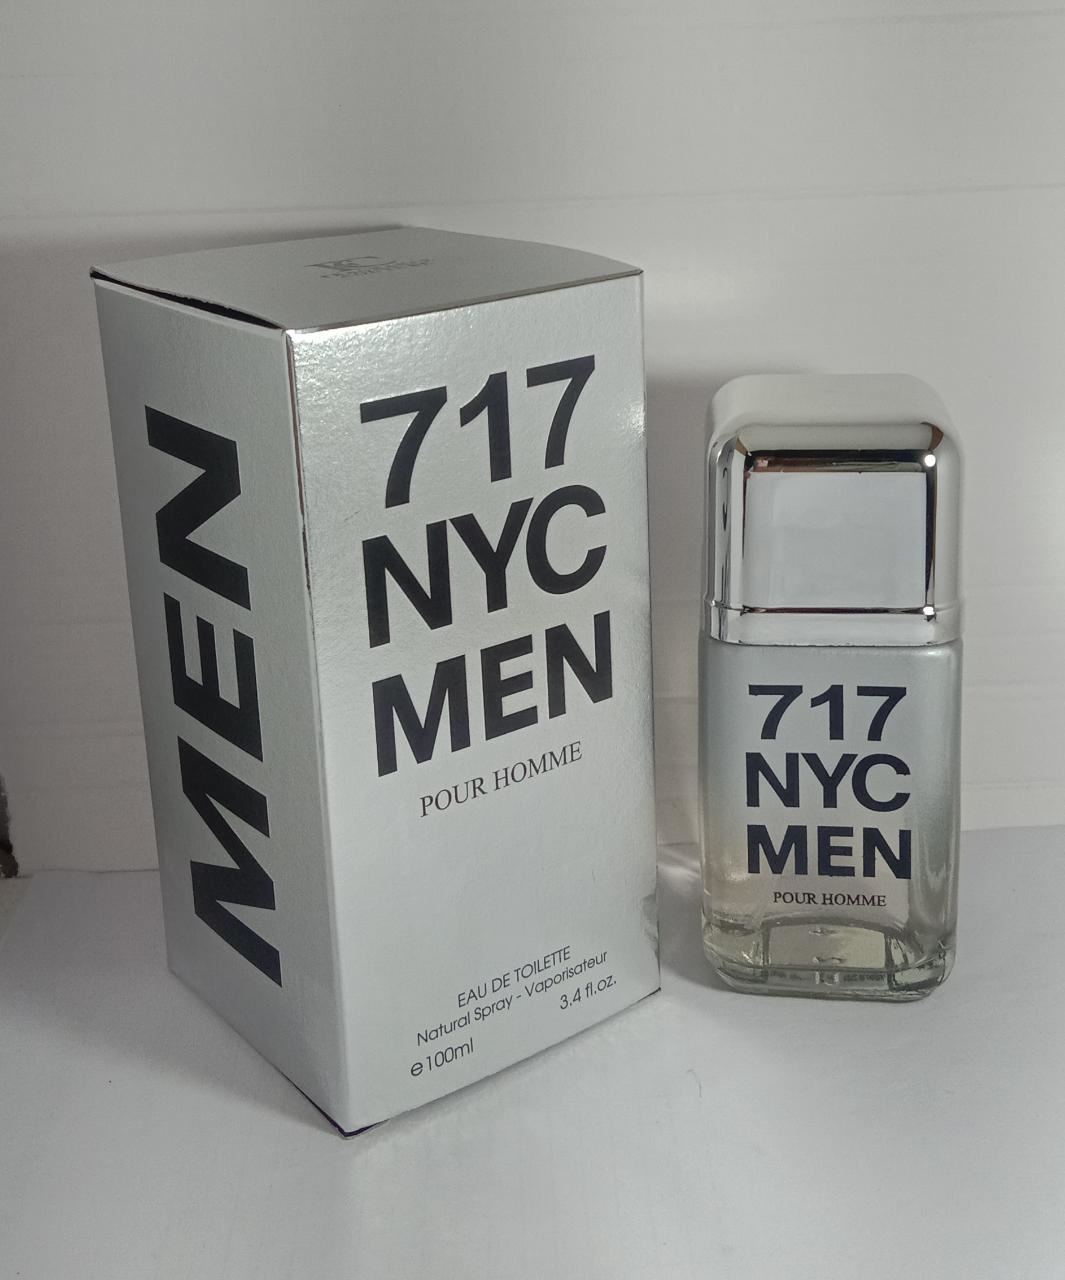 MEN
717
NYC
MEN
POUR HOMME
EAU DE TOILETTE
Natural Spray - Vaporisateur
3.4 fl.oz.
e100ml
717
NYC
MEN
POUR HOMME